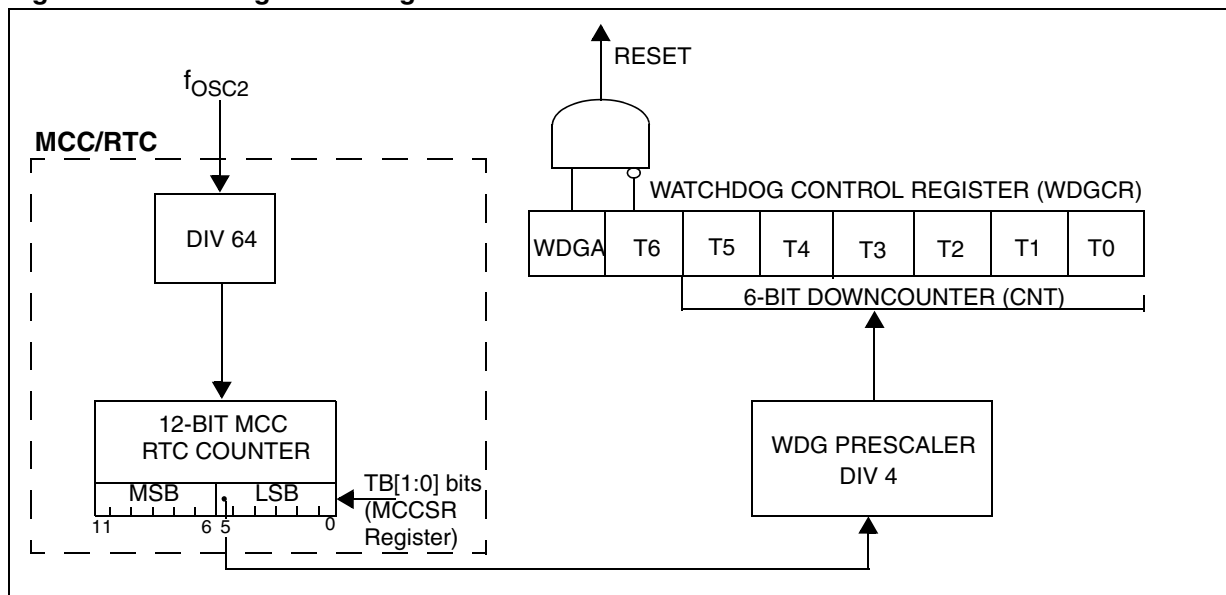 RESET
fOSC2
MCC/RTC
WATCHDOG CONTROL REGISTER (WDGCR)
DIV 64
WDGA T6 T5 T4 T3 T2 T1 T0
6-BIT DOWNCOUNTER (CNT)
12-BIT MCC
RTC COUNTER
WDG PRESCALER
DIV 4
MSB LSB
TB[1:0] bits
(MCCSR
Register)
11 6 5 0